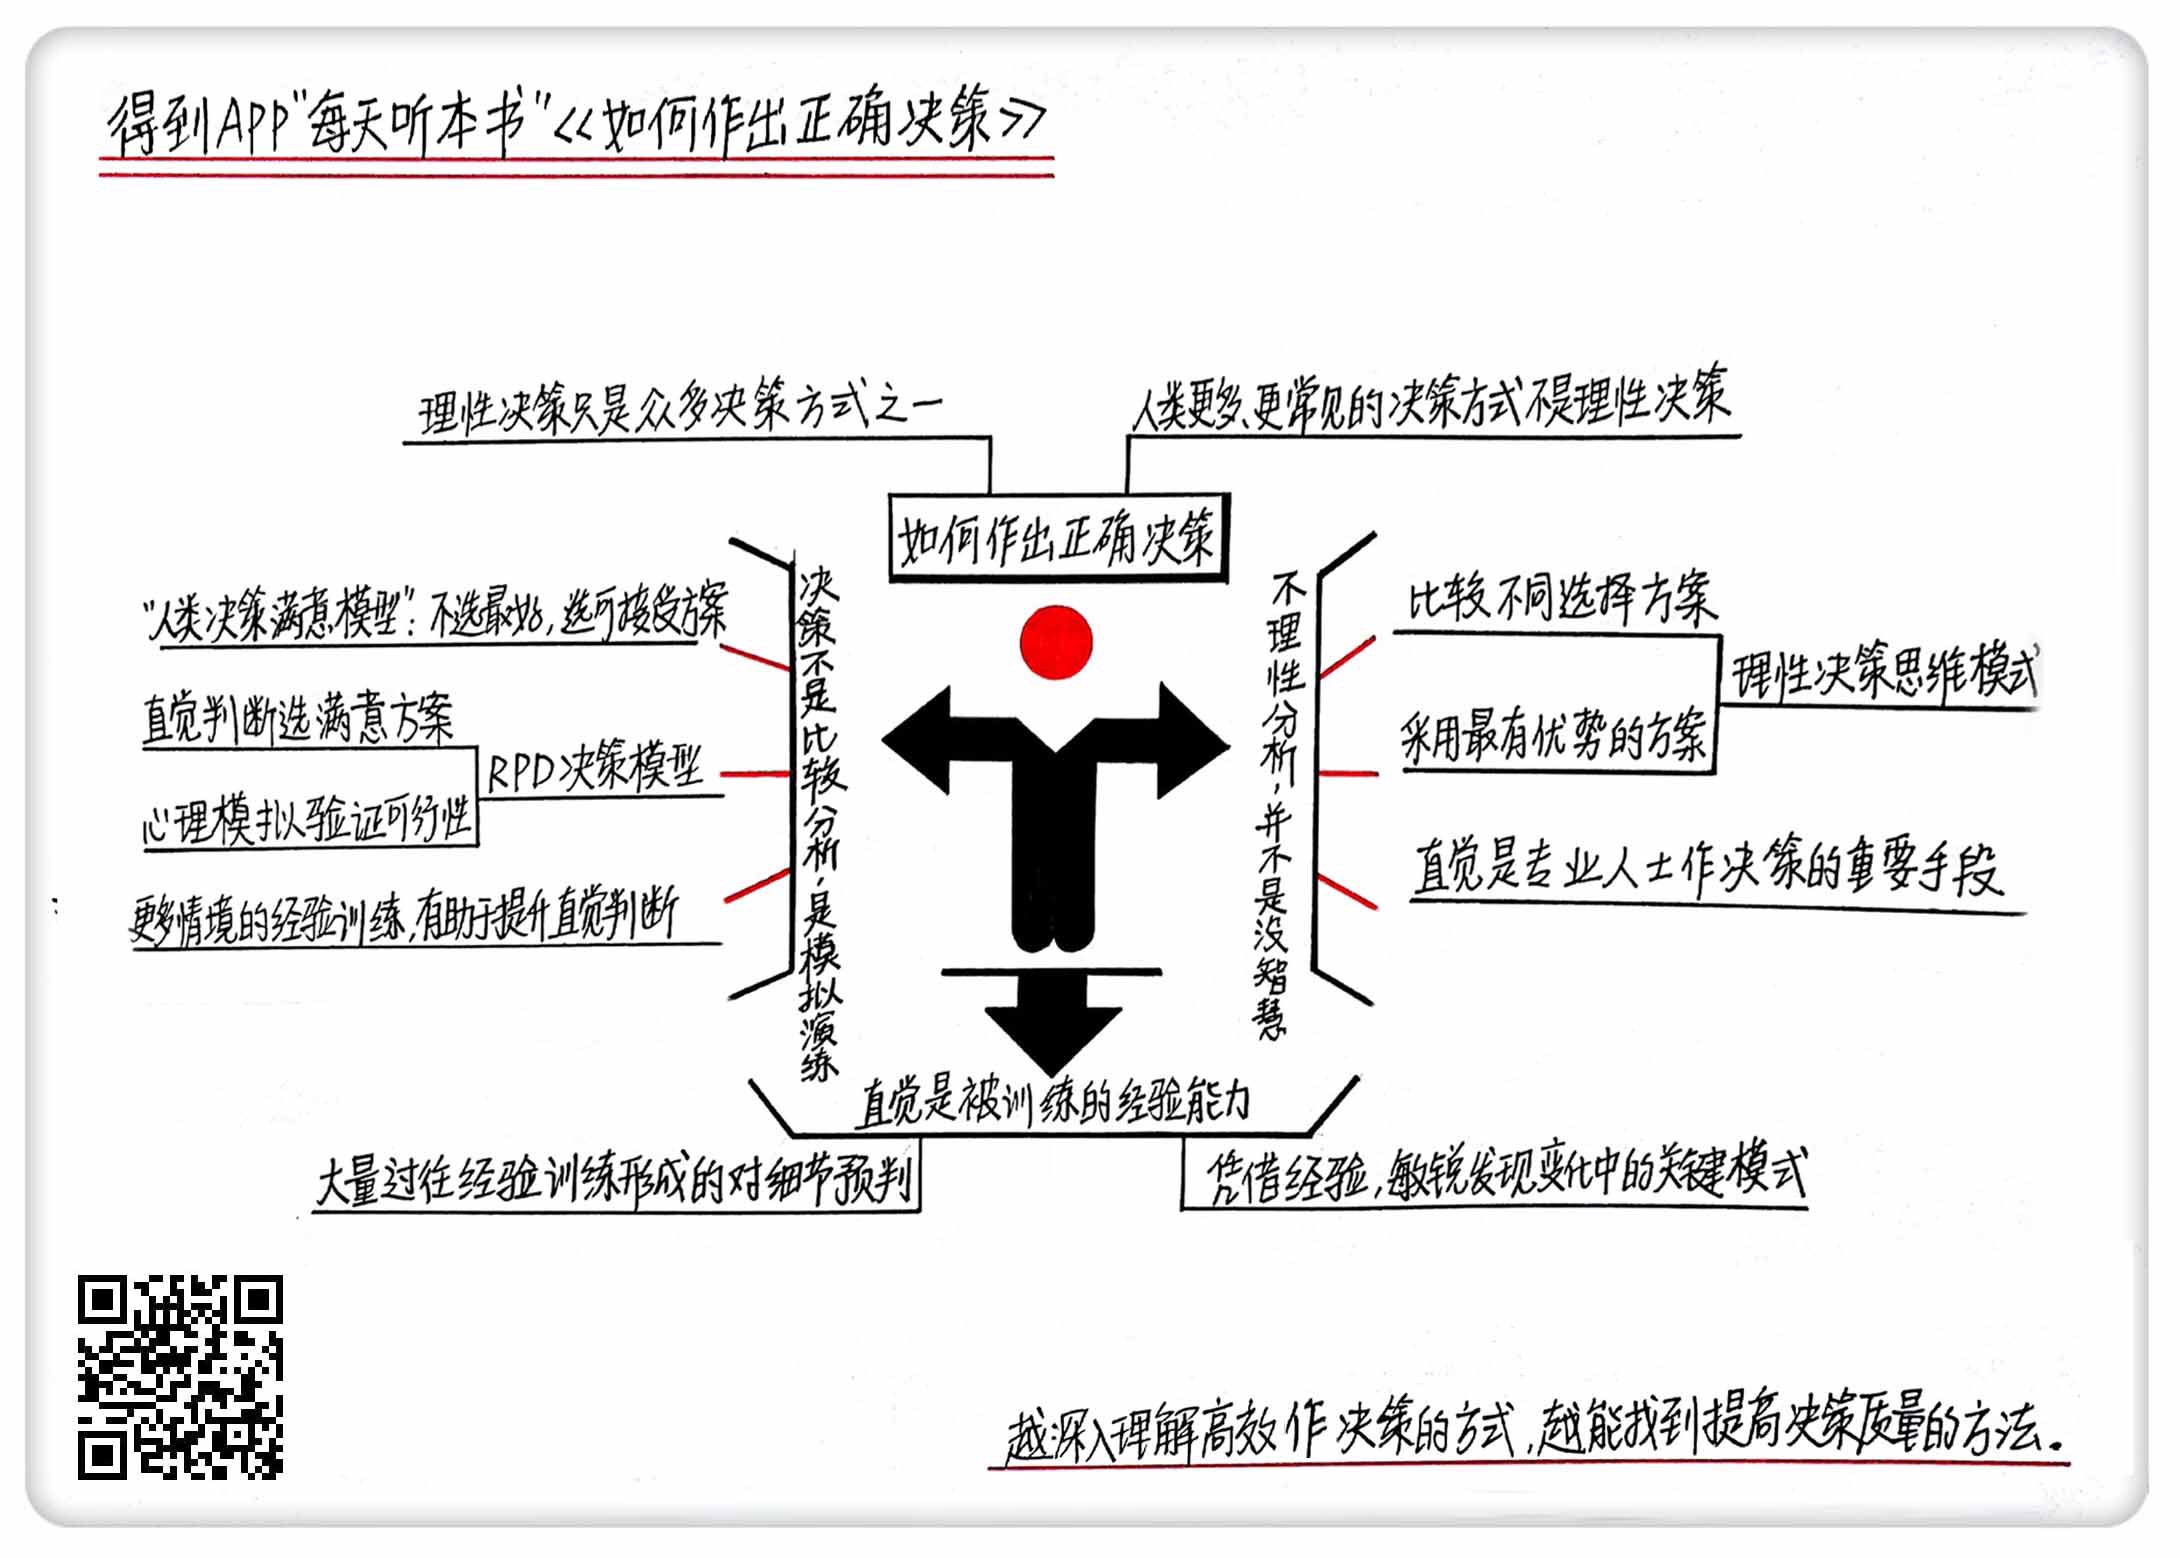 得到APP"每天听本书"<<如何作出正确决策>>
理性决策只是众多决策方式之一
人类更多、更常见的决策方式不是理性决策
如何作出正确决策
决策不是比较分析，是模拟演练
"人类决策满意模型"：不选最好，选可接受方案
直觉判断选满意方案
心理模拟验证可行性
RPD决策模型
更多情境的经验训练，有助于提升直觉判断
不理性分析，并不是没智慧
比较不同选择方案
采用最有优势的方案
理性决策思维模式
直觉是专业人士作决策的重要手段
直觉是被训练的经验能力
大量过往经验训练形成的对细节预判
凭借经验，敏锐发现变化中的关键模式
越深入理解高效作决策的方式，越能找到提高决策质量的方法。